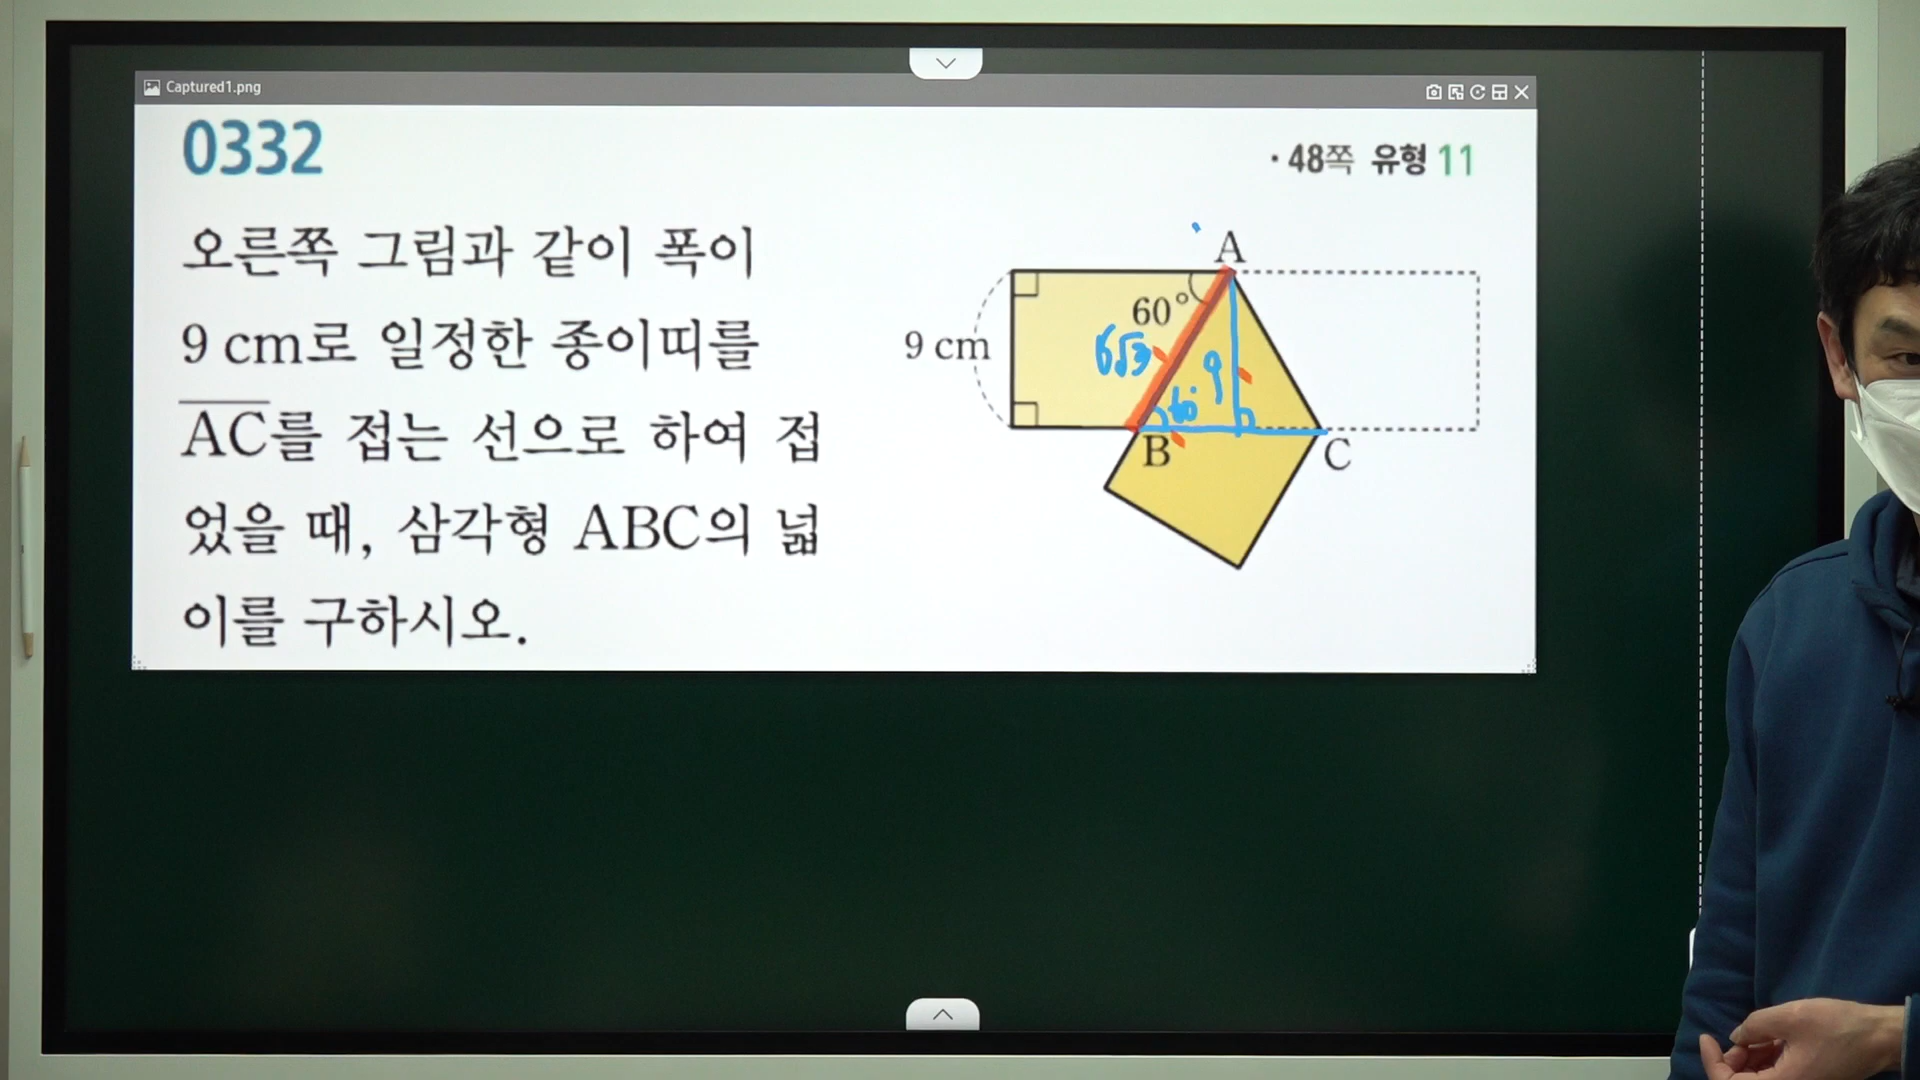 Captured1.png
0332
· 48쪽 유형 11
오른쪽 그림과 같이 폭이
9 cm로 일정한 종이띠를
AC를 접는 선으로 하여 접
었을 때, 삼각형 ABC의 넓
이를 구하시오.
A
60°
9 cm
6√3
9
60°
B
C